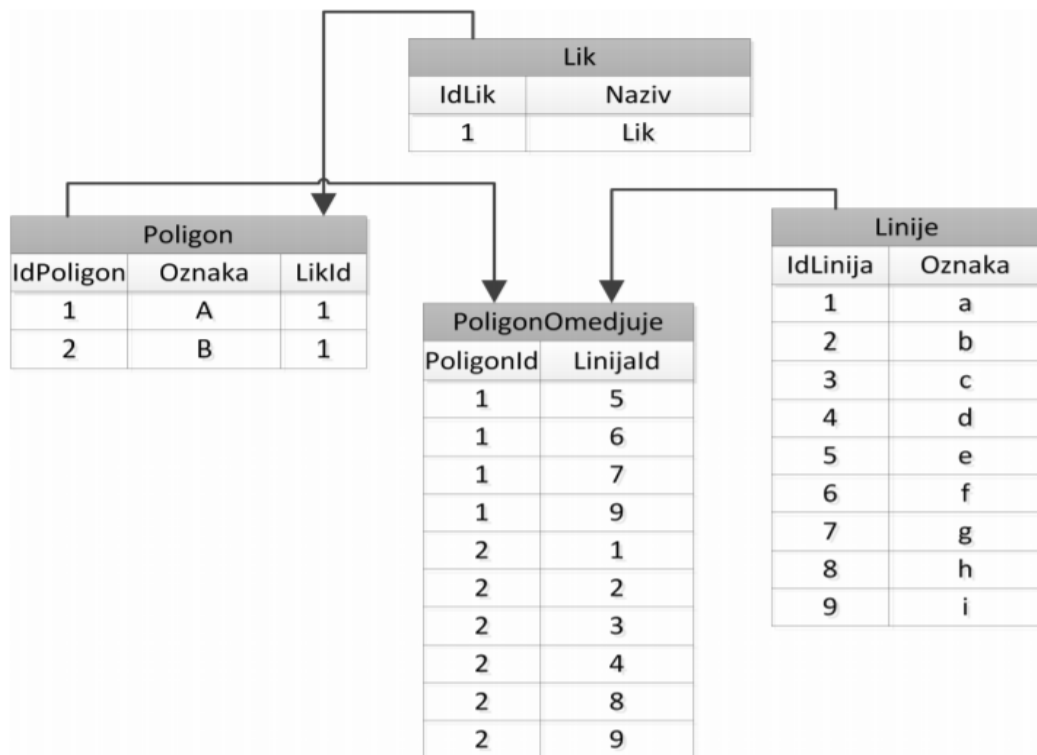 Lik
IdLik Naziv
1 Lik
Poligon
IdPoligon Oznaka LikId
1 A 1
2 B 1
PoligonOmedjuje
PoligonId LinijaId
1 5
1 6
1 7
1 9
2 1
2 2
2 3
2 4
2 8
2 9
Linije
IdLinija Oznaka
1 a
2 b
3 c
4 d
5 e
6 f
7 g
8 h
9 i